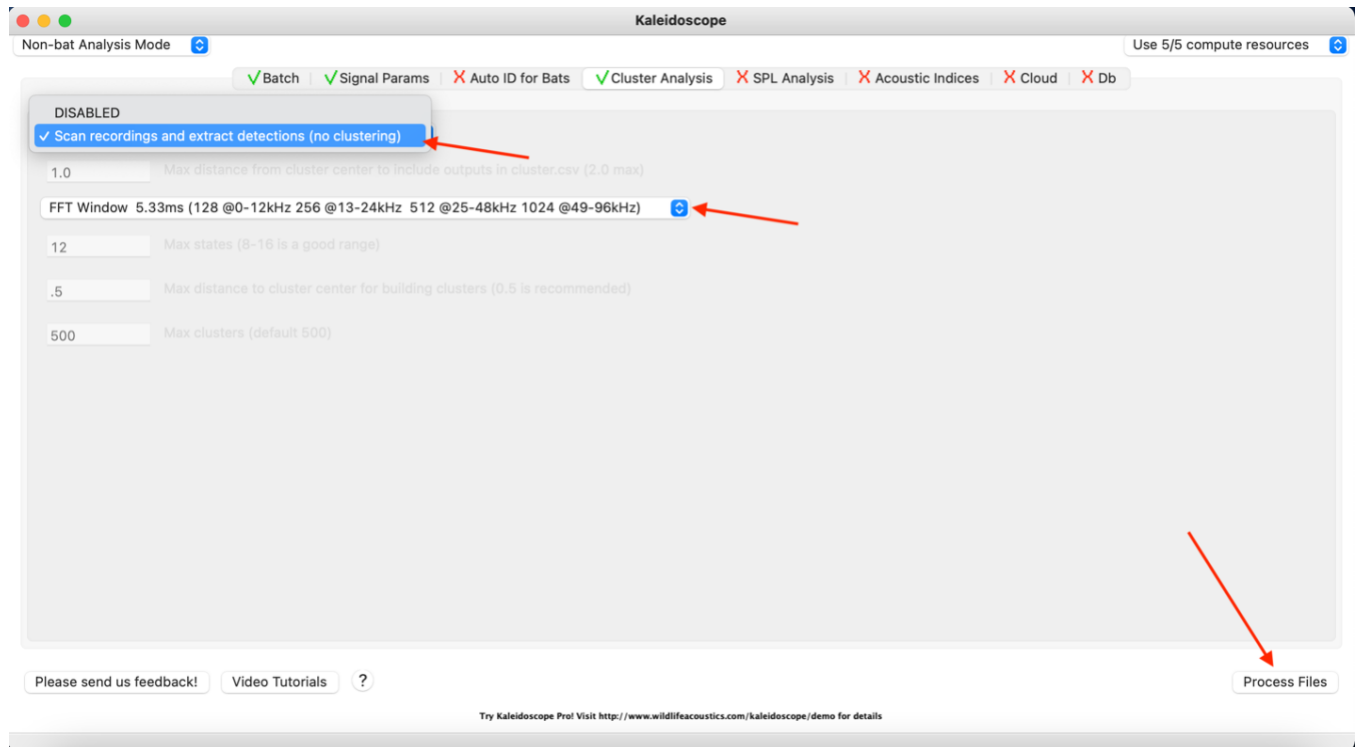 Kaleidoscope
Non-bat Analysis Mode
Use 5/5 compute resources
Batch
Signal Params
Auto ID for Bats
Cluster Analysis
SPL Analysis
Acoustic Indices
Cloud
Db
DISABLED
✓ Scan recordings and extract detections (no clustering)
1.0 Max distance from cluster center to include outputs in cluster.csv (2.0 max)
FFT Window 5.33ms (128 @0-12kHz 256 @13-24kHz 512 @25-48kHz 1024 @49-96kHz)
12 Max states (8-16 is a good range)
.5 Max distance to cluster center for building clusters (0.5 is recommended)
500 Max clusters (default 500)
Please send us feedback!
Video Tutorials
?
Process Files
Try Kaleidoscope Pro! Visit http://www.wildlifeacoustics.com/kaleidoscope/demo for details